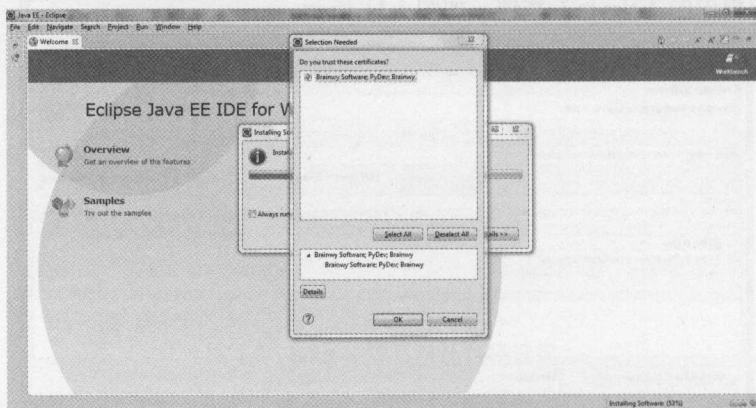 Java EE - Eclipse
File Edit Navigate Search Project Run Window Help
Welcome
Selection Needed
Do you trust these certificates?
Brainwy Software; PyDev; Brainwy
Workbench
Eclipse Java EE IDE for W
Installing So
Overview
Get an overview of the features
Install
Samples
Try out the samples
Always run
Select All Deselect All ails >>
Brainwy Software; PyDev; Brainwy
Brainwy Software; PyDev; Brainwy
Details
OK Cancel
Installing Software: (53%)